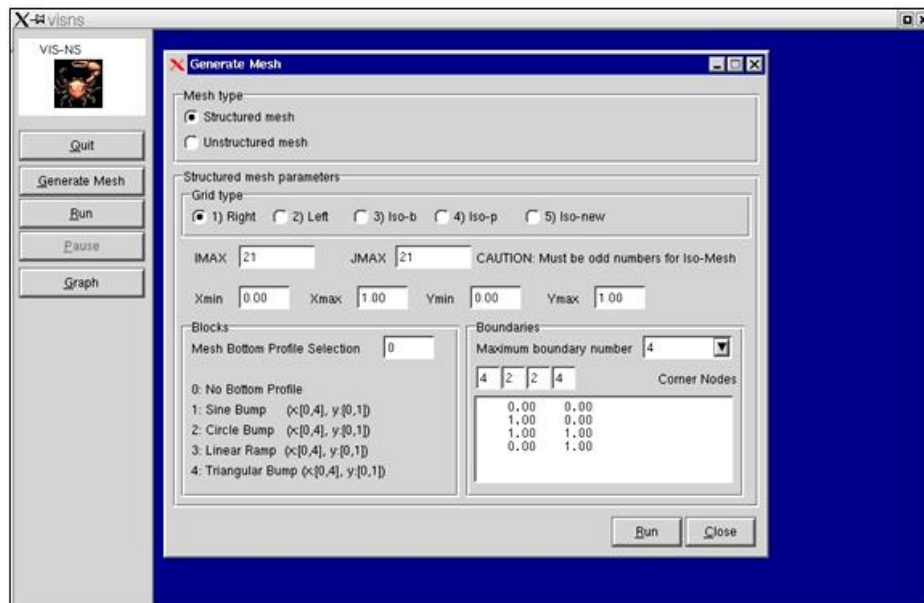 visns
VIS-NS
Quit
Generate Mesh
Run
Pause
Graph
Generate Mesh
Mesh type
Structured mesh
Unstructured mesh
Structured mesh parameters
Grid type
1) Right 2) Left 3) Iso-b 4) Iso-p 5) Iso-new
IMAX 21 JMAX 21 CAUTION: Must be odd numbers for Iso-Mesh
Xmin 0.00 Xmax 1.00 Ymin 0.00 Ymax 1.00
Blocks
Mesh Bottom Profile Selection 0
0: No Bottom Profile
1: Sine Bump (x:[0,4], y:[0,1])
2: Circle Bump (x:[0,4], y:[0,1])
3: Linear Ramp (x:[0,4], y:[0,1])
4: Triangular Bump (x:[0,4], y:[0,1])
Boundaries
Maximum boundary number 4
4 2 2 4 Corner Nodes
0.00 0.00
1.00 0.00
1.00 1.00
0.00 1.00
Run Close